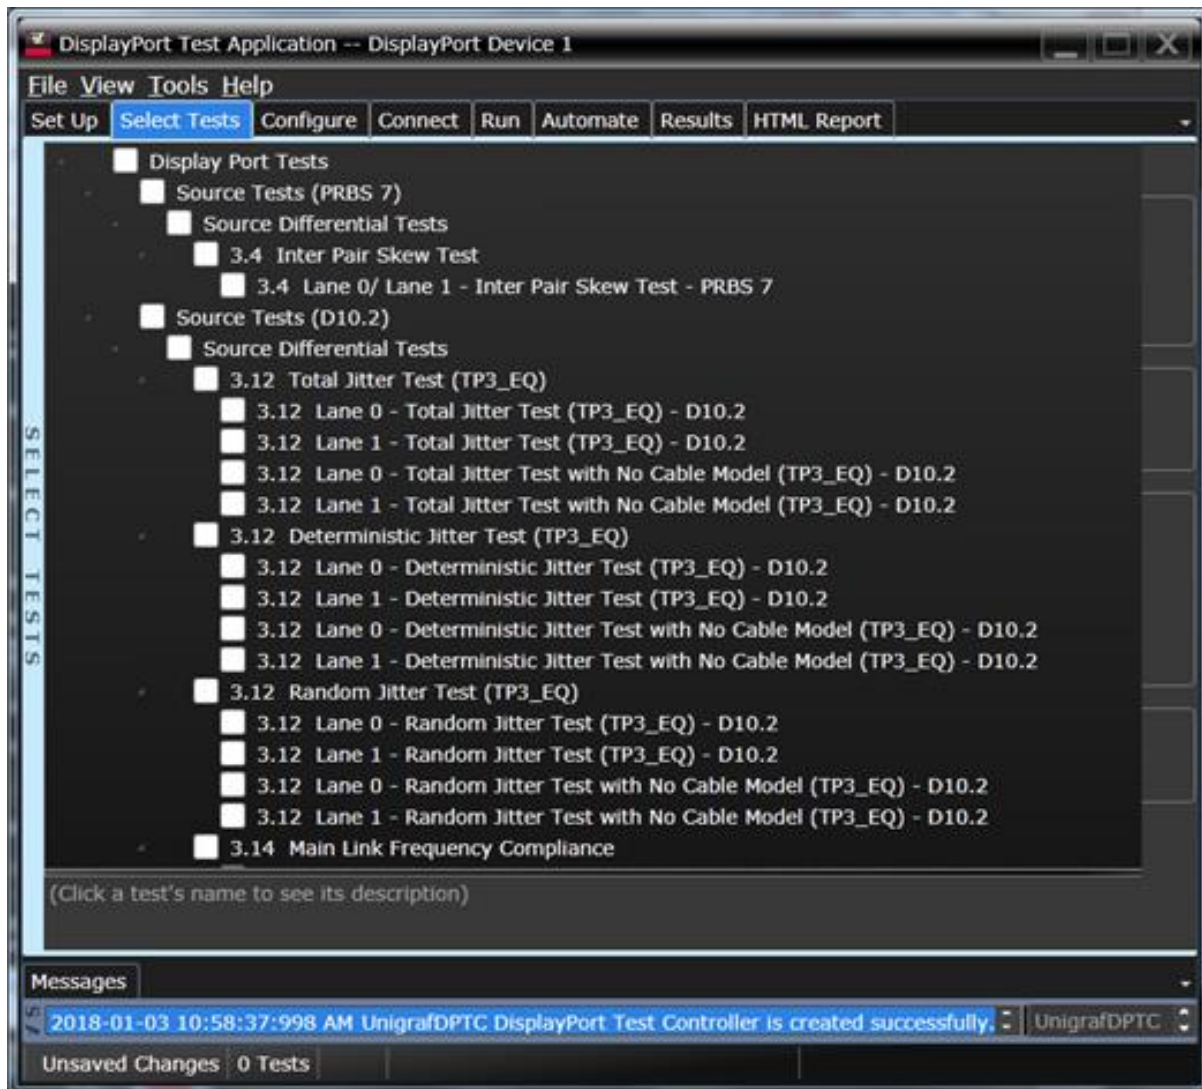 DisplayPort Test Application -- DisplayPort Device 1
File View Tools Help
Set Up Select Tests Configure Connect Run Automate Results HTML Report
SELECT TESTS
Display Port Tests
Source Tests (PRBS 7)
Source Differential Tests
3.4 Inter Pair Skew Test
3.4 Lane 0/ Lane 1 - Inter Pair Skew Test - PRBS 7
Source Tests (D10.2)
Source Differential Tests
3.12 Total Jitter Test (TP3_EQ)
3.12 Lane 0 - Total Jitter Test (TP3_EQ) - D10.2
3.12 Lane 1 - Total Jitter Test (TP3_EQ) - D10.2
3.12 Lane 0 - Total Jitter Test with No Cable Model (TP3_EQ) - D10.2
3.12 Lane 1 - Total Jitter Test with No Cable Model (TP3_EQ) - D10.2
3.12 Deterministic Jitter Test (TP3_EQ)
3.12 Lane 0 - Deterministic Jitter Test (TP3_EQ) - D10.2
3.12 Lane 1 - Deterministic Jitter Test (TP3_EQ) - D10.2
3.12 Lane 0 - Deterministic Jitter Test with No Cable Model (TP3_EQ) - D10.2
3.12 Lane 1 - Deterministic Jitter Test with No Cable Model (TP3_EQ) - D10.2
3.12 Random Jitter Test (TP3_EQ)
3.12 Lane 0 - Random Jitter Test (TP3_EQ) - D10.2
3.12 Lane 1 - Random Jitter Test (TP3_EQ) - D10.2
3.12 Lane 0 - Random Jitter Test with No Cable Model (TP3_EQ) - D10.2
3.12 Lane 1 - Random Jitter Test with No Cable Model (TP3_EQ) - D10.2
3.14 Main Link Frequency Compliance
(Click a test's name to see its description)
Messages
2018-01-03 10:58:37:998 AM UnigrafDPTC DisplayPort Test Controller is created successfully. UnigrafDPTC
Unsaved Changes 0 Tests